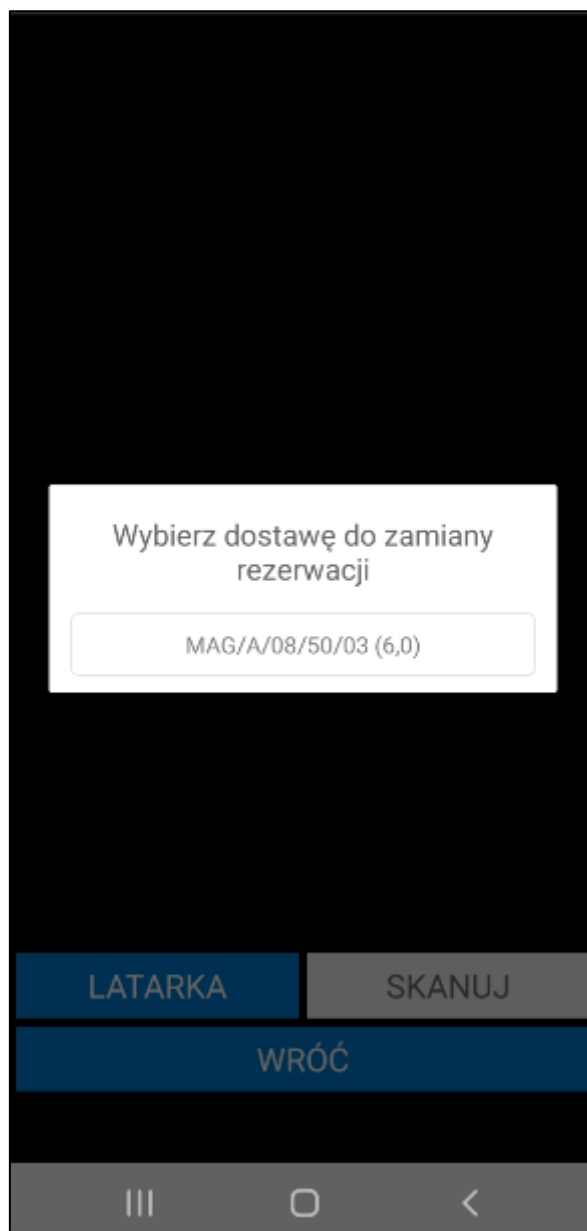 Wybierz dostawę do zamiany
rezerwacji
MAG/A/08/50/03 (6,0)
LATARKA SKANUJ
WRÓĆ